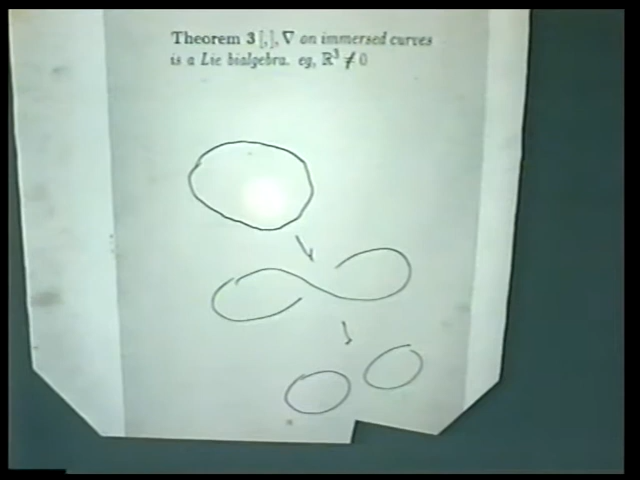 Theorem 3 [,], ∇ on immersed curves
is a Lie bialgebra. eg, ℝ³ ≠ 0